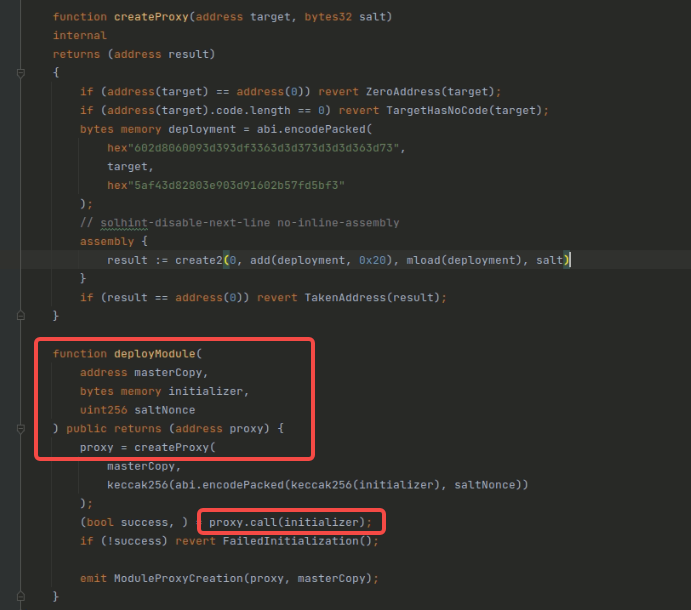 function createProxy(address target, bytes32 salt)
internal
returns (address result)
{
if (address(target) == address(0)) revert ZeroAddress(target);
if (address(target).code.length == 0) revert TargetHasNoCode(target);
bytes memory deployment = abi.encodePacked(
hex"602d8060093d393df3363d3d373d3d3d363d73",
target,
hex"5af43d82803e903d91602b57fd5bf3"
);
// solhint-disable-next-line no-inline-assembly
assembly {
result := create2(0, add(deployment, 0x20), mload(deployment), salt)
}
if (result == address(0)) revert TakenAddress(result);
}
function deployModule(
address masterCopy,
bytes memory initializer,
uint256 saltNonce
) public returns (address proxy) {
proxy = createProxy(
masterCopy,
keccak256(abi.encodePacked(keccak256(initializer), saltNonce))
);
(bool success, ) proxy.call(initializer);
if (!success) revert FailedInitialization();
emit ModuleProxyCreation(proxy, masterCopy);
}